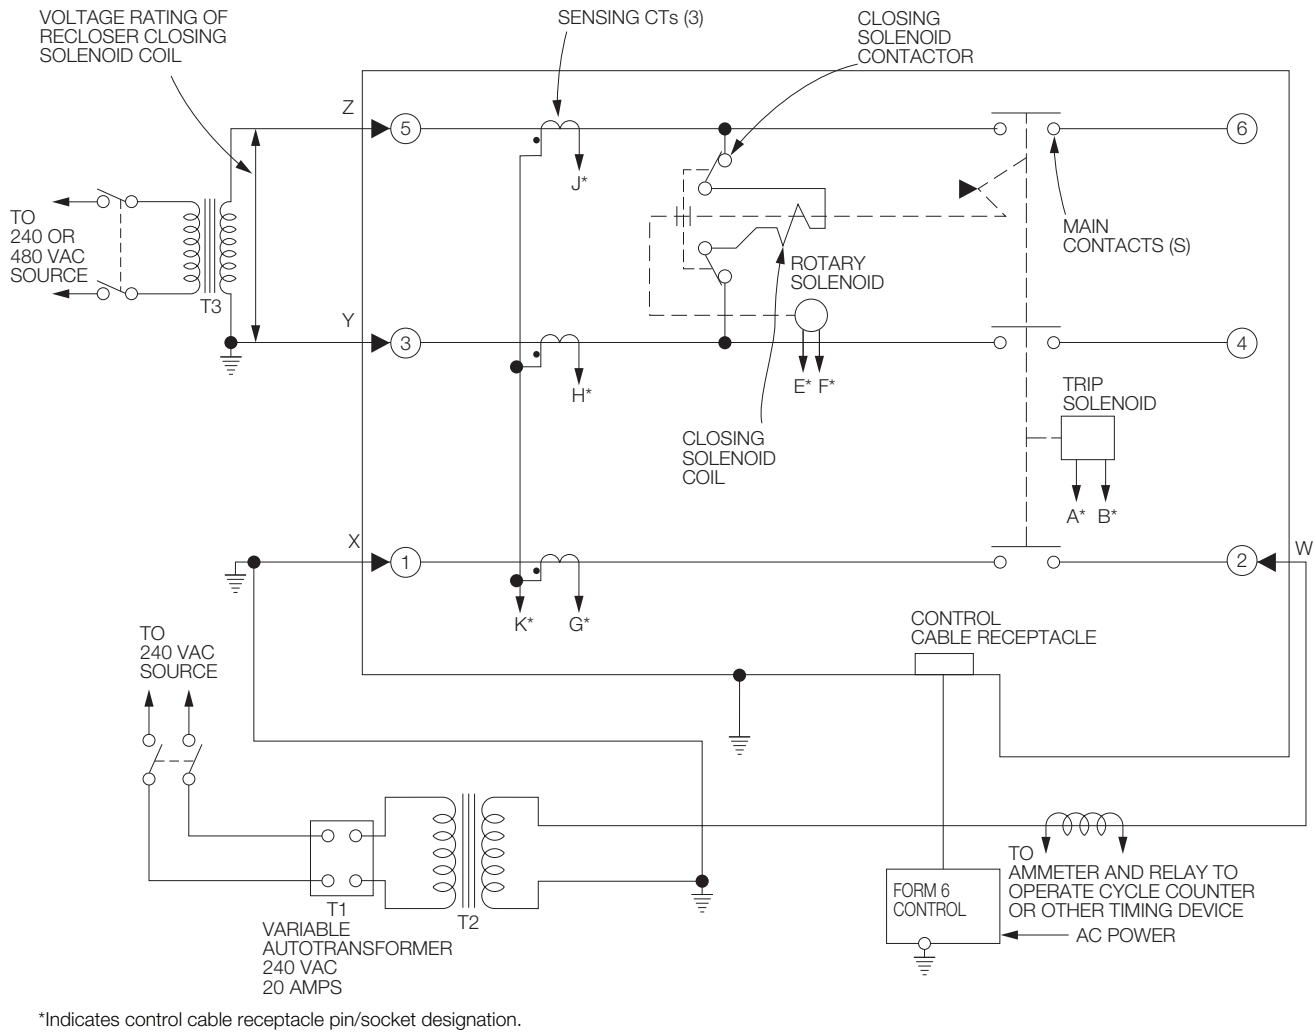 VOLTAGE RATING OF
RECLOSER CLOSING
SOLENOID COIL
SENSING CTs (3)
CLOSING
SOLENOID
CONTACTOR
Z
5
6
J*
TO
240 OR
480 VAC
SOURCE
T3
MAIN
CONTACTS (S)
ROTARY
SOLENOID
Y
3
4
H*
E* F*
CLOSING
SOLENOID
COIL
TRIP
SOLENOID
A* B*
X
1
2
W
K*
G*
CONTROL
CABLE RECEPTACLE
TO
240 VAC
SOURCE
T1
VARIABLE
AUTOTRANSFORMER
240 VAC
20 AMPS
T2
FORM 6
CONTROL
TO
AMMETER AND RELAY TO
OPERATE CYCLE COUNTER
OR OTHER TIMING DEVICE
AC POWER
*Indicates control cable receptacle pin/socket designation.